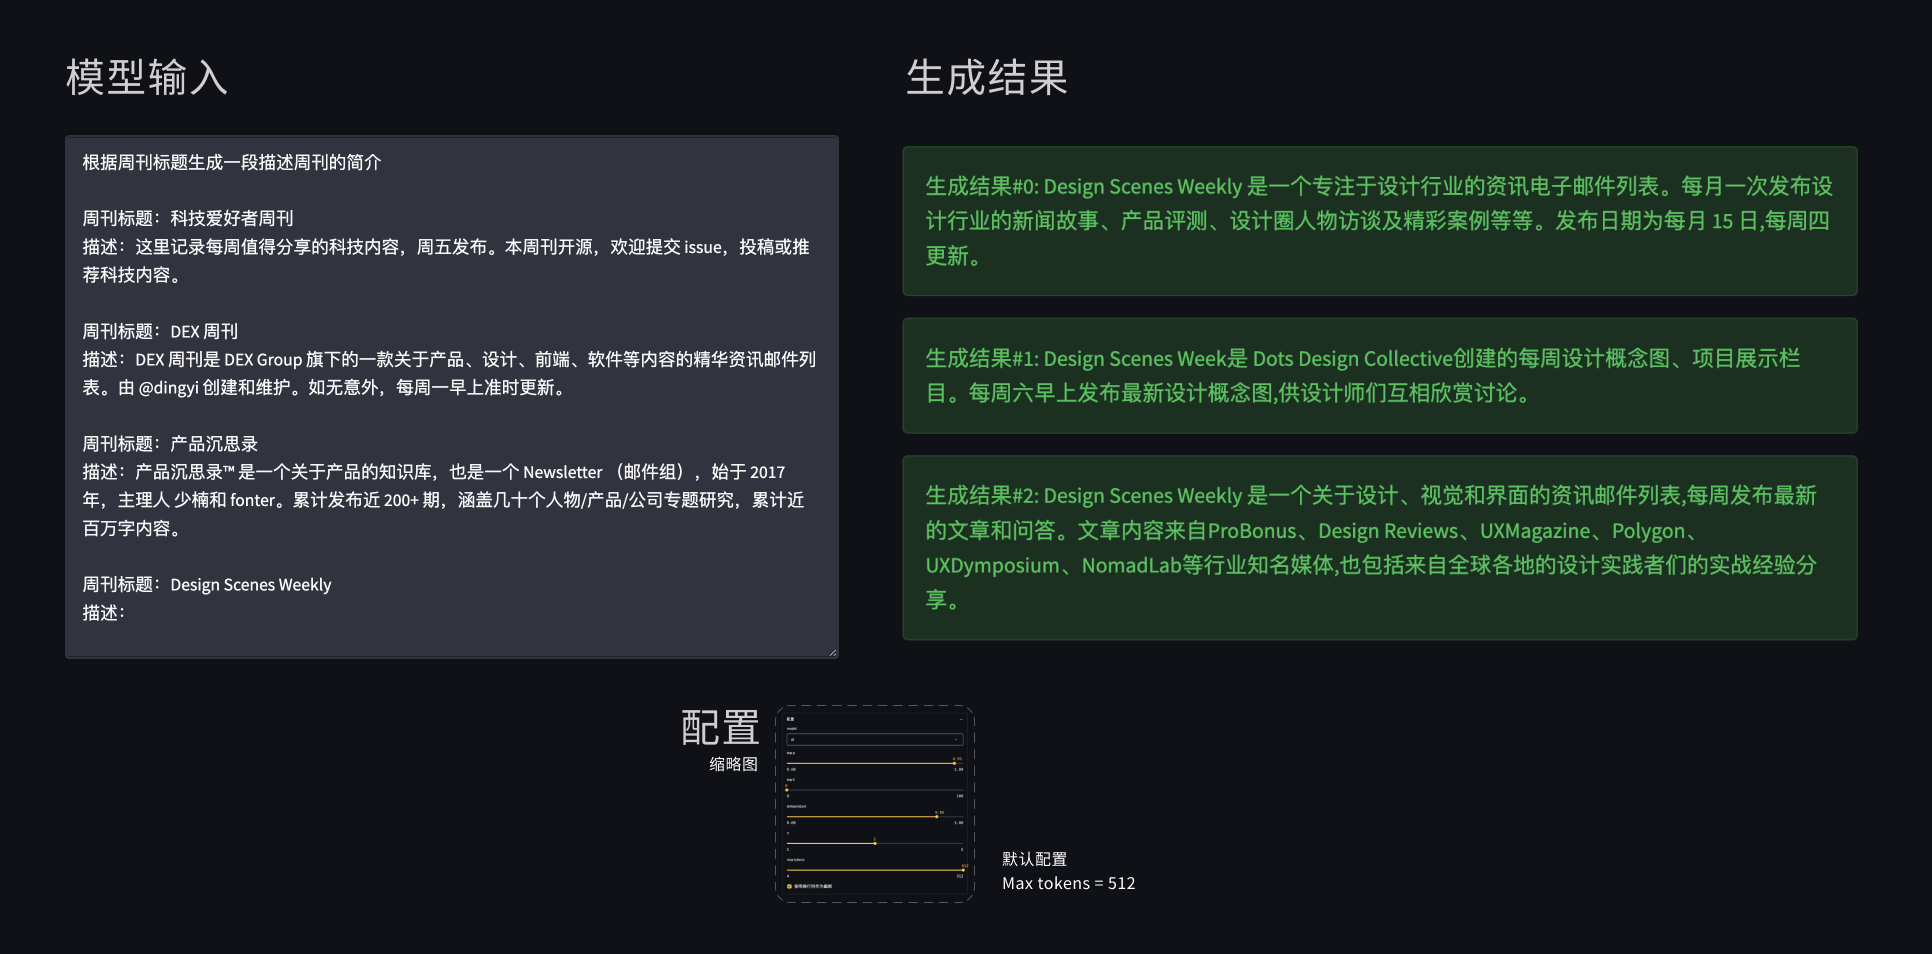 模型输入
根据周刊标题生成一段描述周刊的简介
周刊标题：科技爱好者周刊
描述：这里记录每周值得分享的科技内容，周五发布。本周刊开源，欢迎提交 issue，投稿或推
荐科技内容。
周刊标题：DEX 周刊
描述：DEX 周刊是 DEX Group 旗下的一款关于产品、设计、前端、软件等内容的精华资讯邮件列
表。由 @dingyi 创建和维护。如无意外，每周一早上准时更新。
周刊标题：产品沉思录
描述：产品沉思录™ 是一个关于产品的知识库，也是一个 Newsletter （邮件组），始于 2017
年，主理人 少楠和 fonter。累计发布近 200+ 期，涵盖几十个人物/产品/公司专题研究，累计近
百万字内容。
周刊标题：Design Scenes Weekly
描述：
生成结果
生成结果#0: Design Scenes Weekly 是一个专注于设计行业的资讯电子邮件列表。每月一次发布设
计行业的新闻故事、产品评测、设计圈人物访谈及精彩案例等等。发布日期为每月 15 日,每周四
更新。
生成结果#1: Design Scenes Week是 Dots Design Collective创建的每周设计概念图、项目展示栏
目。每周六早上发布最新设计概念图,供设计师们互相欣赏讨论。
生成结果#2: Design Scenes Weekly 是一个关于设计、视觉和界面的资讯邮件列表,每周发布最新
的文章和问答。文章内容来自ProBonus、Design Reviews、UXMagazine、Polygon、
UXDymposium、NomadLab等行业知名媒体,也包括来自全球各地的设计实践者们的实战经验分
享。
配置
缩略图
配置
model
top p
0.00 1.00
top k
0
0 100
temperature
0.00 1.00
1 5
max tokens
512
4 512
默认配置
Max tokens = 512